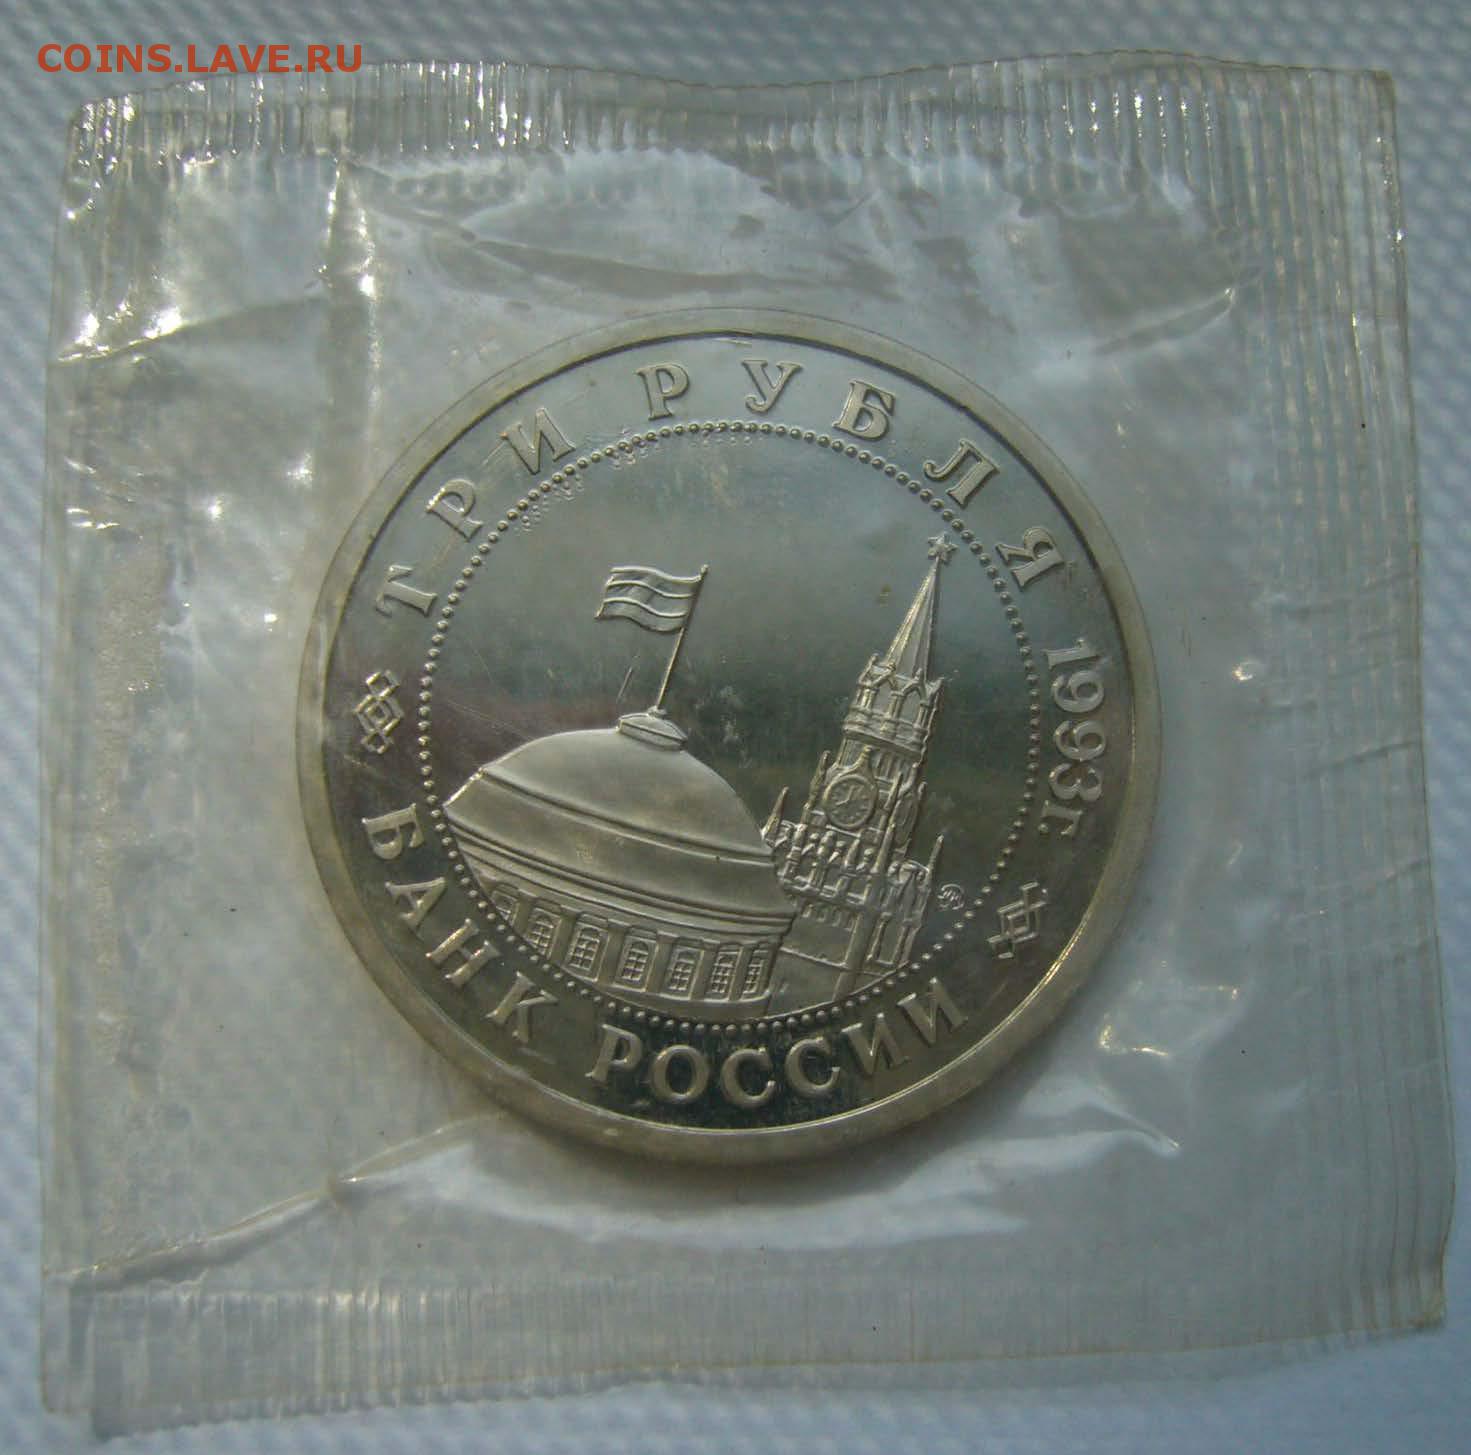 COINS.LAVE.RU
ТРИ РУБЛЯ 1993г.
БАНК РОССИИ